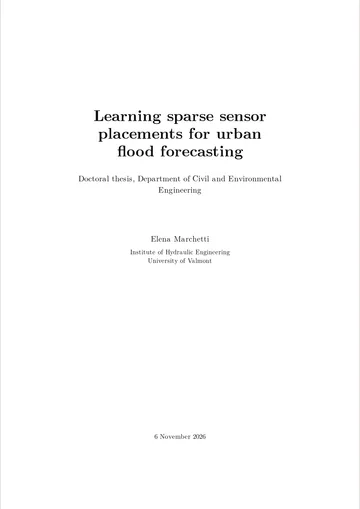 Learning sparse sensor
placements for urban
flood forecasting
Doctoral thesis, Department of Civil and Environmental
Engineering
Elena Marchetti
Institute of Hydraulic Engineering
University of Valmont
6 November 2026